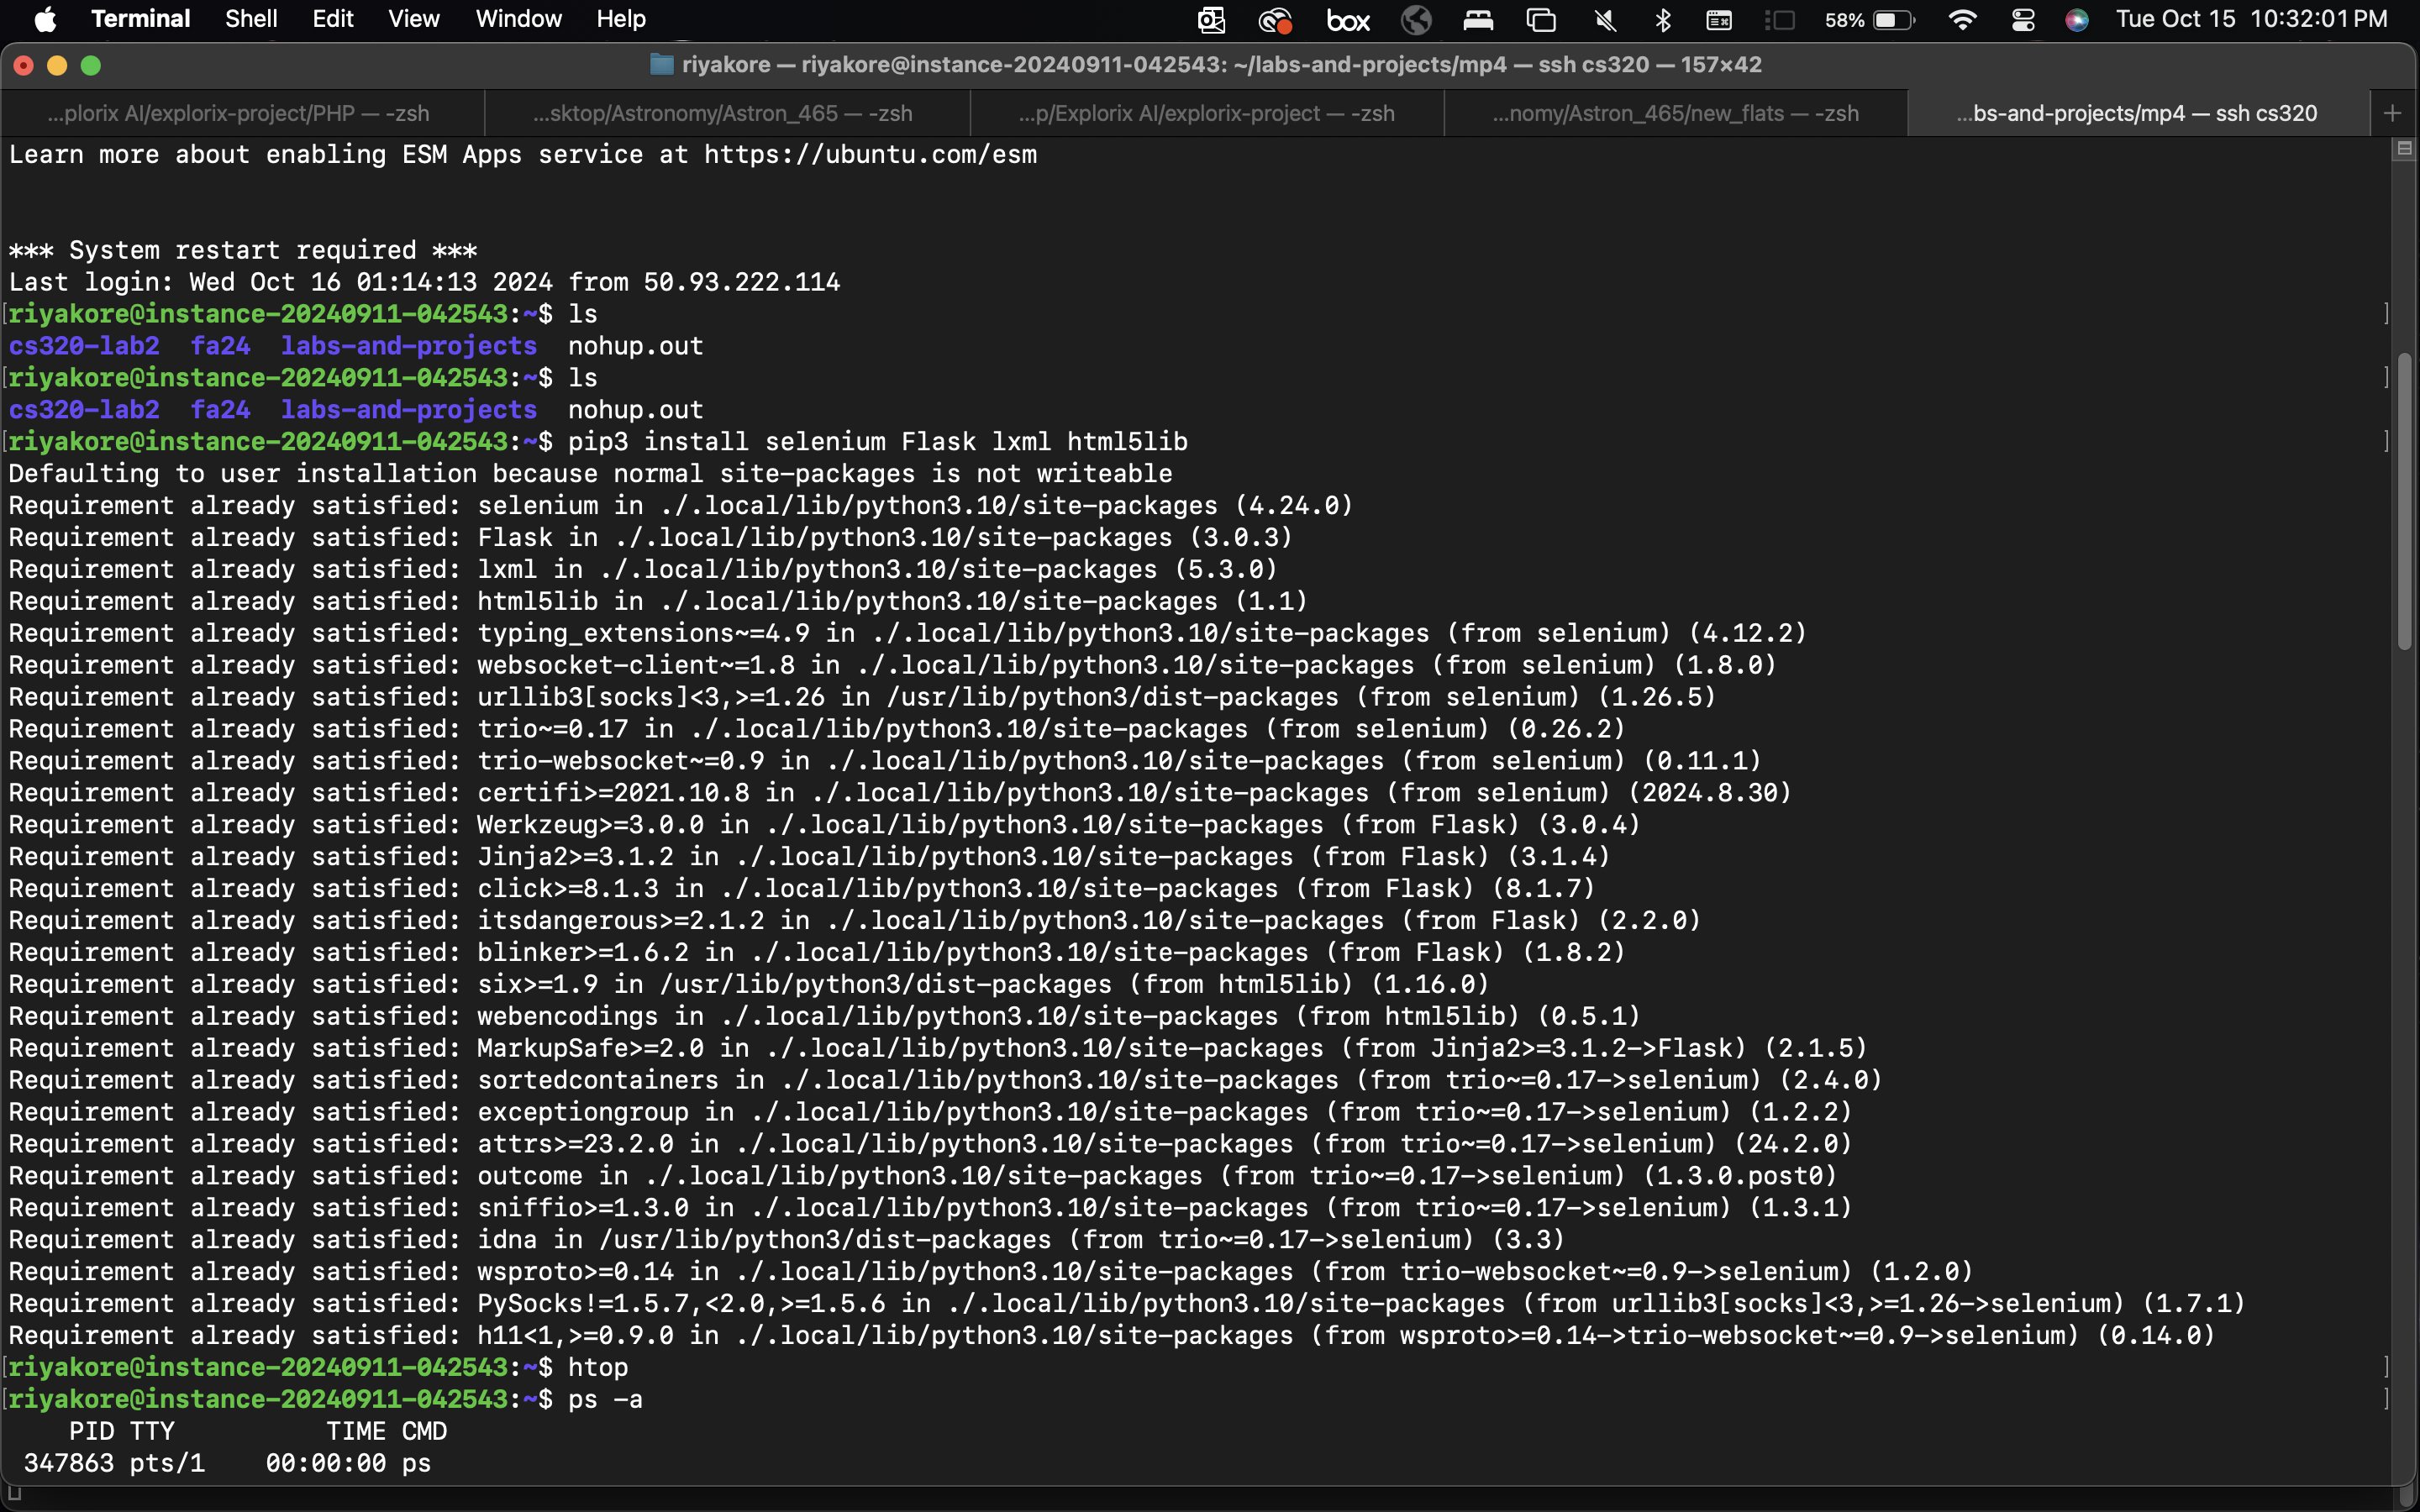 Terminal Shell Edit View Window Help box 58% Tue Oct 15 10:32:01 PM
riyakore — riyakore@instance-20240911-042543: ~/labs-and-projects/mp4 — ssh cs320 — 157×42
...plorix AI/explorix-project/PHP — -zsh ...sktop/Astronomy/Astron_465 — -zsh ...p/Explorix AI/explorix-project — -zsh ...nomy/Astron_465/new_flats — -zsh ...bs-and-projects/mp4 — ssh cs320 +
Learn more about enabling ESM Apps service at https://ubuntu.com/esm
*** System restart required ***
Last login: Wed Oct 16 01:14:13 2024 from 50.93.222.114
[riyakore@instance-20240911-042543:~$ ls ]
cs320-lab2  fa24  labs-and-projects  nohup.out
[riyakore@instance-20240911-042543:~$ ls ]
cs320-lab2  fa24  labs-and-projects  nohup.out
[riyakore@instance-20240911-042543:~$ pip3 install selenium Flask lxml html5lib ]
Defaulting to user installation because normal site-packages is not writeable
Requirement already satisfied: selenium in ./.local/lib/python3.10/site-packages (4.24.0)
Requirement already satisfied: Flask in ./.local/lib/python3.10/site-packages (3.0.3)
Requirement already satisfied: lxml in ./.local/lib/python3.10/site-packages (5.3.0)
Requirement already satisfied: html5lib in ./.local/lib/python3.10/site-packages (1.1)
Requirement already satisfied: typing_extensions~=4.9 in ./.local/lib/python3.10/site-packages (from selenium) (4.12.2)
Requirement already satisfied: websocket-client~=1.8 in ./.local/lib/python3.10/site-packages (from selenium) (1.8.0)
Requirement already satisfied: urllib3[socks]<3,>=1.26 in /usr/lib/python3/dist-packages (from selenium) (1.26.5)
Requirement already satisfied: trio~=0.17 in ./.local/lib/python3.10/site-packages (from selenium) (0.26.2)
Requirement already satisfied: trio-websocket~=0.9 in ./.local/lib/python3.10/site-packages (from selenium) (0.11.1)
Requirement already satisfied: certifi>=2021.10.8 in ./.local/lib/python3.10/site-packages (from selenium) (2024.8.30)
Requirement already satisfied: Werkzeug>=3.0.0 in ./.local/lib/python3.10/site-packages (from Flask) (3.0.4)
Requirement already satisfied: Jinja2>=3.1.2 in ./.local/lib/python3.10/site-packages (from Flask) (3.1.4)
Requirement already satisfied: click>=8.1.3 in ./.local/lib/python3.10/site-packages (from Flask) (8.1.7)
Requirement already satisfied: itsdangerous>=2.1.2 in ./.local/lib/python3.10/site-packages (from Flask) (2.2.0)
Requirement already satisfied: blinker>=1.6.2 in ./.local/lib/python3.10/site-packages (from Flask) (1.8.2)
Requirement already satisfied: six>=1.9 in /usr/lib/python3/dist-packages (from html5lib) (1.16.0)
Requirement already satisfied: webencodings in ./.local/lib/python3.10/site-packages (from html5lib) (0.5.1)
Requirement already satisfied: MarkupSafe>=2.0 in ./.local/lib/python3.10/site-packages (from Jinja2>=3.1.2->Flask) (2.1.5)
Requirement already satisfied: sortedcontainers in ./.local/lib/python3.10/site-packages (from trio~=0.17->selenium) (2.4.0)
Requirement already satisfied: exceptiongroup in ./.local/lib/python3.10/site-packages (from trio~=0.17->selenium) (1.2.2)
Requirement already satisfied: attrs>=23.2.0 in ./.local/lib/python3.10/site-packages (from trio~=0.17->selenium) (24.2.0)
Requirement already satisfied: outcome in ./.local/lib/python3.10/site-packages (from trio~=0.17->selenium) (1.3.0.post0)
Requirement already satisfied: sniffio>=1.3.0 in ./.local/lib/python3.10/site-packages (from trio~=0.17->selenium) (1.3.1)
Requirement already satisfied: idna in /usr/lib/python3/dist-packages (from trio~=0.17->selenium) (3.3)
Requirement already satisfied: wsproto>=0.14 in ./.local/lib/python3.10/site-packages (from trio-websocket~=0.9->selenium) (1.2.0)
Requirement already satisfied: PySocks!=1.5.7,<2.0,>=1.5.6 in ./.local/lib/python3.10/site-packages (from urllib3[socks]<3,>=1.26->selenium) (1.7.1)
Requirement already satisfied: h11<1,>=0.9.0 in ./.local/lib/python3.10/site-packages (from wsproto>=0.14->trio-websocket~=0.9->selenium) (0.14.0)
[riyakore@instance-20240911-042543:~$ htop ]
[riyakore@instance-20240911-042543:~$ ps -a ]
    PID TTY          TIME CMD
 347863 pts/1    00:00:00 ps